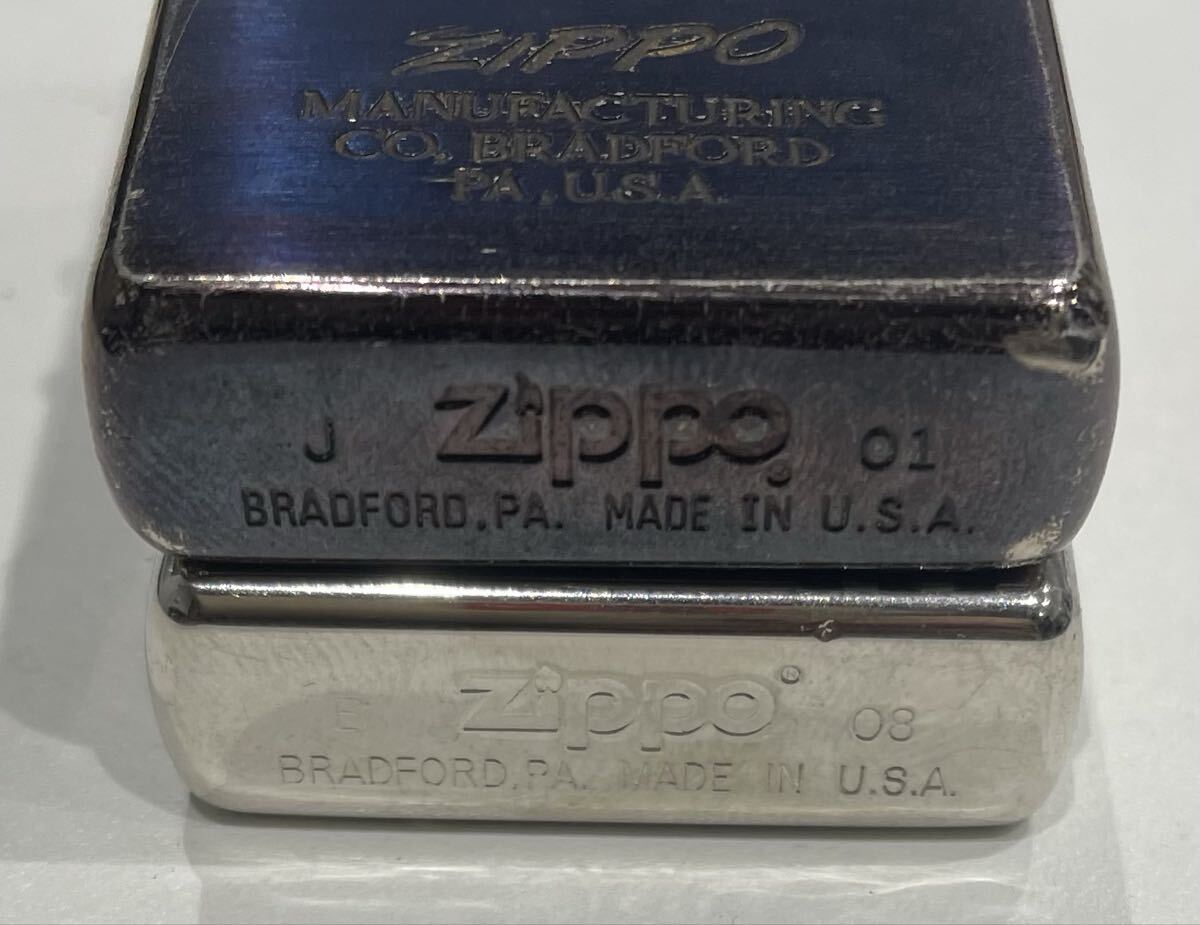 ZIPPO
MANUFACTURING
CO, BRADFORD
PA, U.S.A.
J Zippo® 01
BRADFORD,PA. MADE IN U.S.A.
E Zippo® 08
BRADFORD,PA. MADE IN U.S.A.